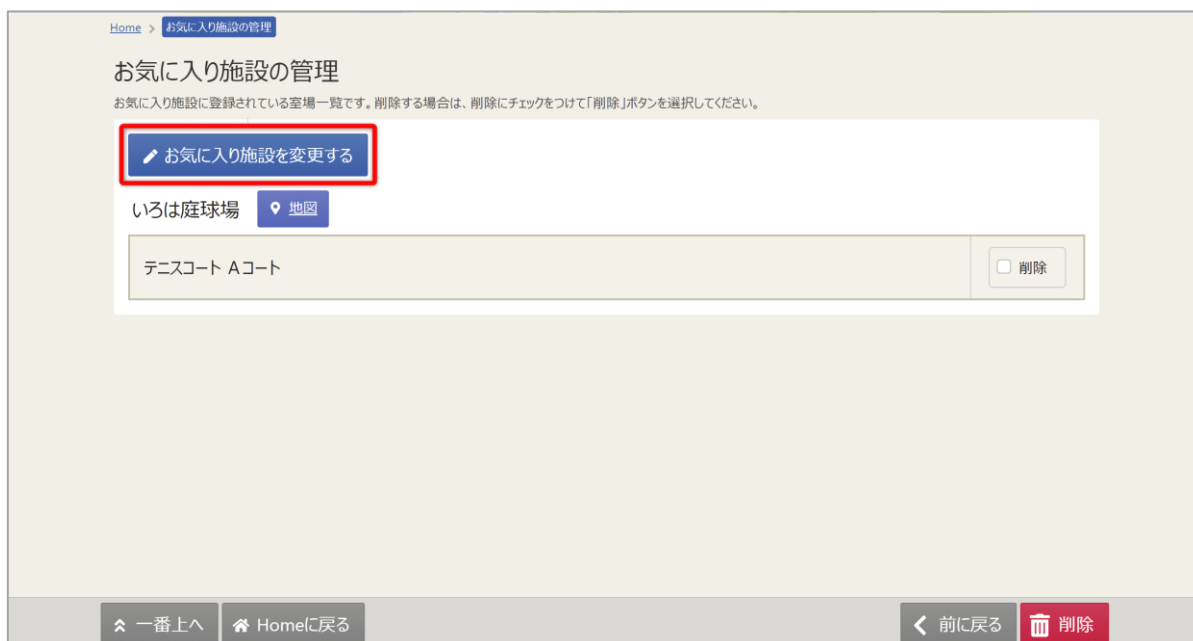 Home > お気に入り施設の管理
お気に入り施設の管理
お気に入り施設に登録されている室場一覧です。削除する場合は、削除にチェックをつけて「削除」ボタンを選択してください。
お気に入り施設を変更する
いろは庭球場 地図
テニスコート Aコート 削除
一番上へ Homeに戻る 前に戻る 削除